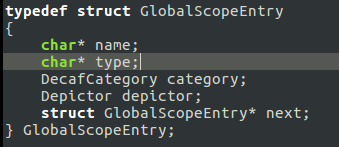 typedef struct GlobalScopeEntry
{
    char* name;
    char* type;
    DecafCategory category;
    Depictor depictor;
    struct GlobalScopeEntry* next;
} GlobalScopeEntry;